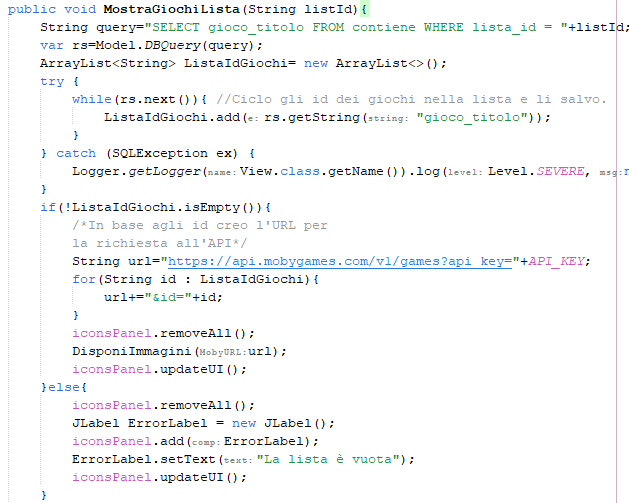 public void MostraGiochiLista(String listId){
String query="SELECT gioco_titolo FROM contiene WHERE lista_id = "+listId;
var rs=Model.DBQuery(query);
ArrayList<String> ListaIdGiochi= new ArrayList<>();
try {
while(rs.next()){ //Ciclo gli id dei giochi nella lista e li salvo.
ListaIdGiochi.add(e: rs.getString(string: "gioco_titolo"));
}
} catch (SQLException ex) {
Logger.getLogger(name: View.class.getName()).log(level: Level.SEVERE, msg:
}
if(!ListaIdGiochi.isEmpty()){
/*In base agli id creo l'URL per
la richiesta all'API*/
String url="https://api.mobygames.com/v1/games?api_key="+API_KEY;
for(String id : ListaIdGiochi){
url+="&id="+id;
}
iconsPanel.removeAll();
DisponiImmagini(MobyURL: url);
iconsPanel.updateUI();
}else{
iconsPanel.removeAll();
JLabel ErrorLabel = new JLabel();
iconsPanel.add(comp: ErrorLabel);
ErrorLabel.setText(text: "La lista è vuota");
iconsPanel.updateUI();
}